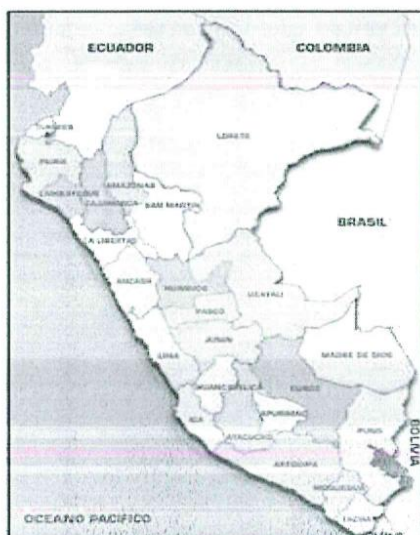 ECUADOR
COLOMBIA
TUMBES
LORETO
PIURA
AMAZONAS
LAMBAYEQUE
CAJAMARCA
SAN MARTIN
BRASIL
LA LIBERTAD
ANCASH
HUANUCO
UCAYALI
PASCO
JUNIN
LIMA
MADRE DE DIOS
HUANCAVELICA
CUSCO
ICA
APURIMAC
PUNO
AYACUCHO
BOLIVIA
AREQUIPA
MOQUEGUA
TACNA
OCEANO PACIFICO